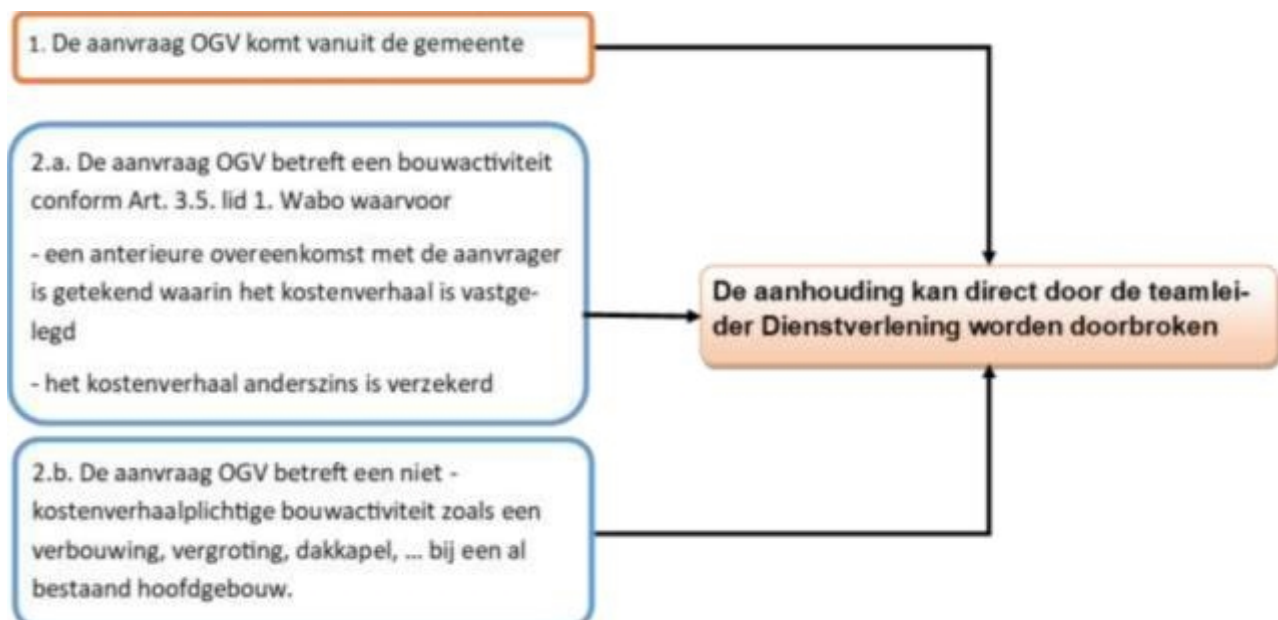 1. De aanvraag OGV komt vanuit de gemeente
2.a. De aanvraag OGV betreft een bouwactiviteit
conform Art. 3.5. lid 1. Wabo waarvoor
- een anterieure overeenkomst met de aanvrager
is getekend waarin het kostenverhaal is vastge-
legd
- het kostenverhaal anderszins is verzekerd
2.b. De aanvraag OGV betreft een niet -
kostenverhaalplichtige bouwactiviteit zoals een
verbouwing, vergroting, dakkapel, ... bij een al
bestaand hoofdgebouw.
De aanhouding kan direct door de teamlei-
der Dienstverlening worden doorbroken